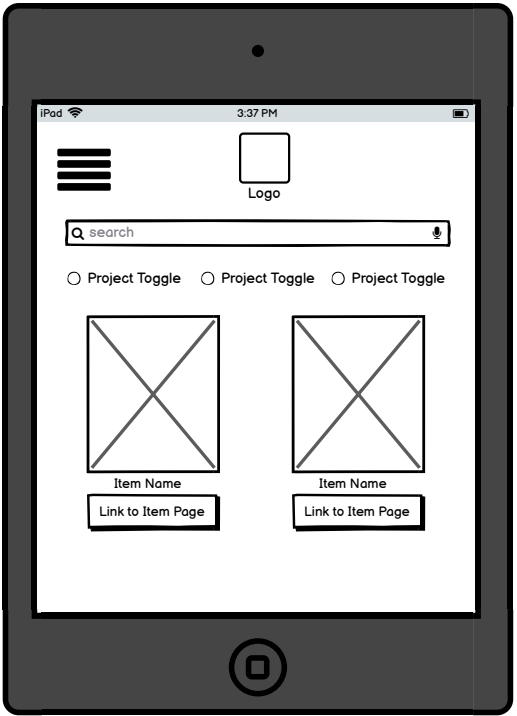 iPad 3:37 PM
Logo
search
Project Toggle Project Toggle Project Toggle
Item Name Item Name
Link to Item Page Link to Item Page